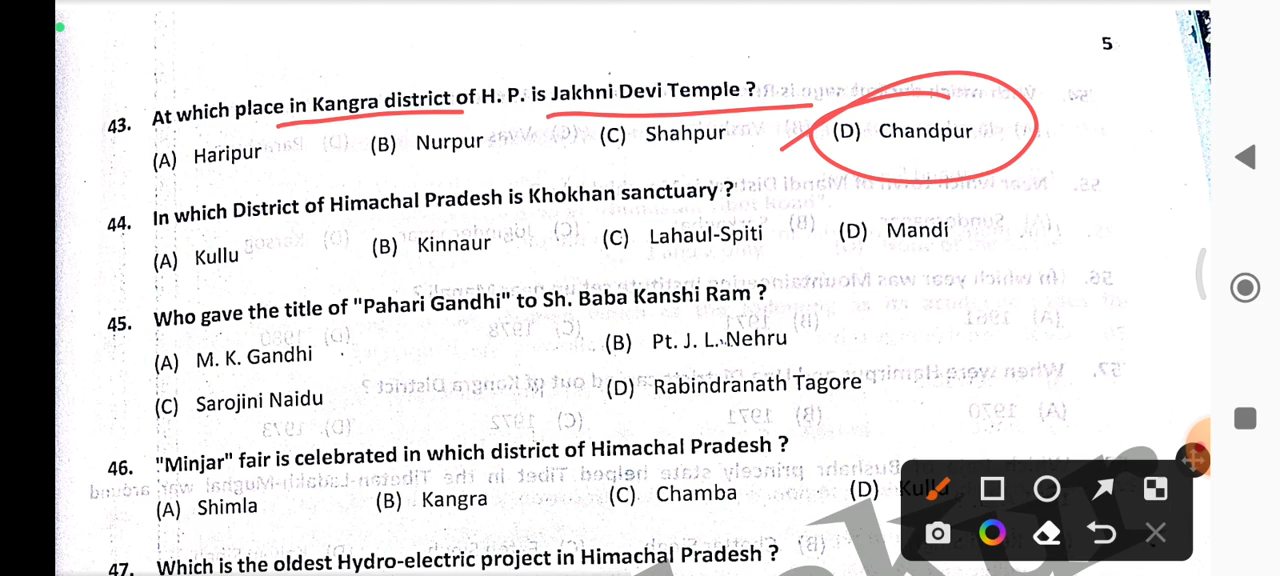 5
43. At which place in Kangra district of H. P. is Jakhni Devi Temple ?
(A) Haripur (B) Nurpur (C) Shahpur (D) Chandpur
44. In which District of Himachal Pradesh is Khokhan sanctuary ?
(A) Kullu (B) Kinnaur (C) Lahaul-Spiti (D) Mandi
45. Who gave the title of "Pahari Gandhi" to Sh. Baba Kanshi Ram ?
(A) M. K. Gandhi (B) Pt. J. L. Nehru
(C) Sarojini Naidu (D) Rabindranath Tagore
46. "Minjar" fair is celebrated in which district of Himachal Pradesh ?
(A) Shimla (B) Kangra (C) Chamba (D) Kullu
47. Which is the oldest Hydro-electric project in Himachal Pradesh ?